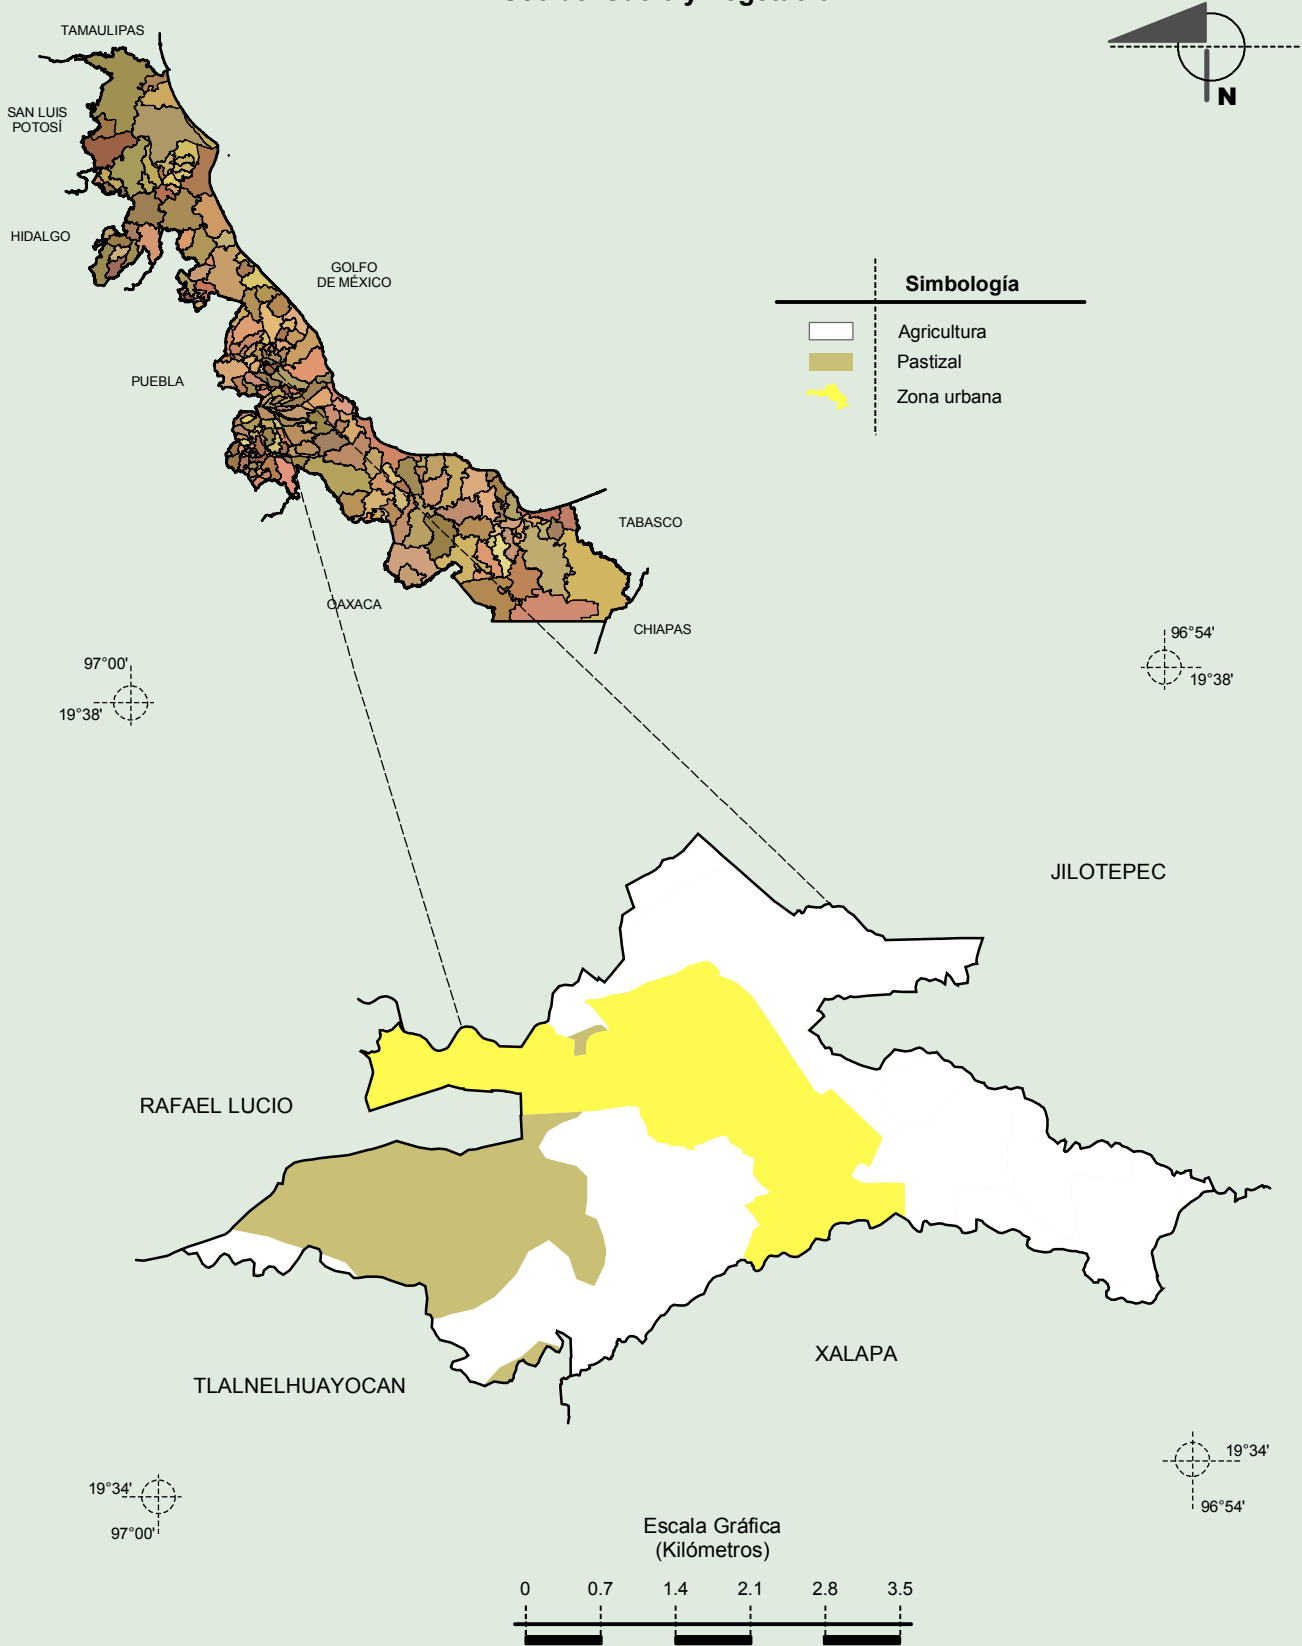 TAMAULIPAS
SAN LUIS
POTOSÍ
HIDALGO
GOLFO
DE MÉXICO
PUEBLA
TABASCO
OAXACA
CHIAPAS
N
Simbología
Agricultura
Pastizal
Zona urbana
97°00'
19°38'
96°54'
19°38'
JILOTEPEC
RAFAEL LUCIO
XALAPA
TLALNELHUAYOCAN
19°34'
97°00'
19°34'
96°54'
Escala Gráfica
(Kilómetros)
0 0.7 1.4 2.1 2.8 3.5